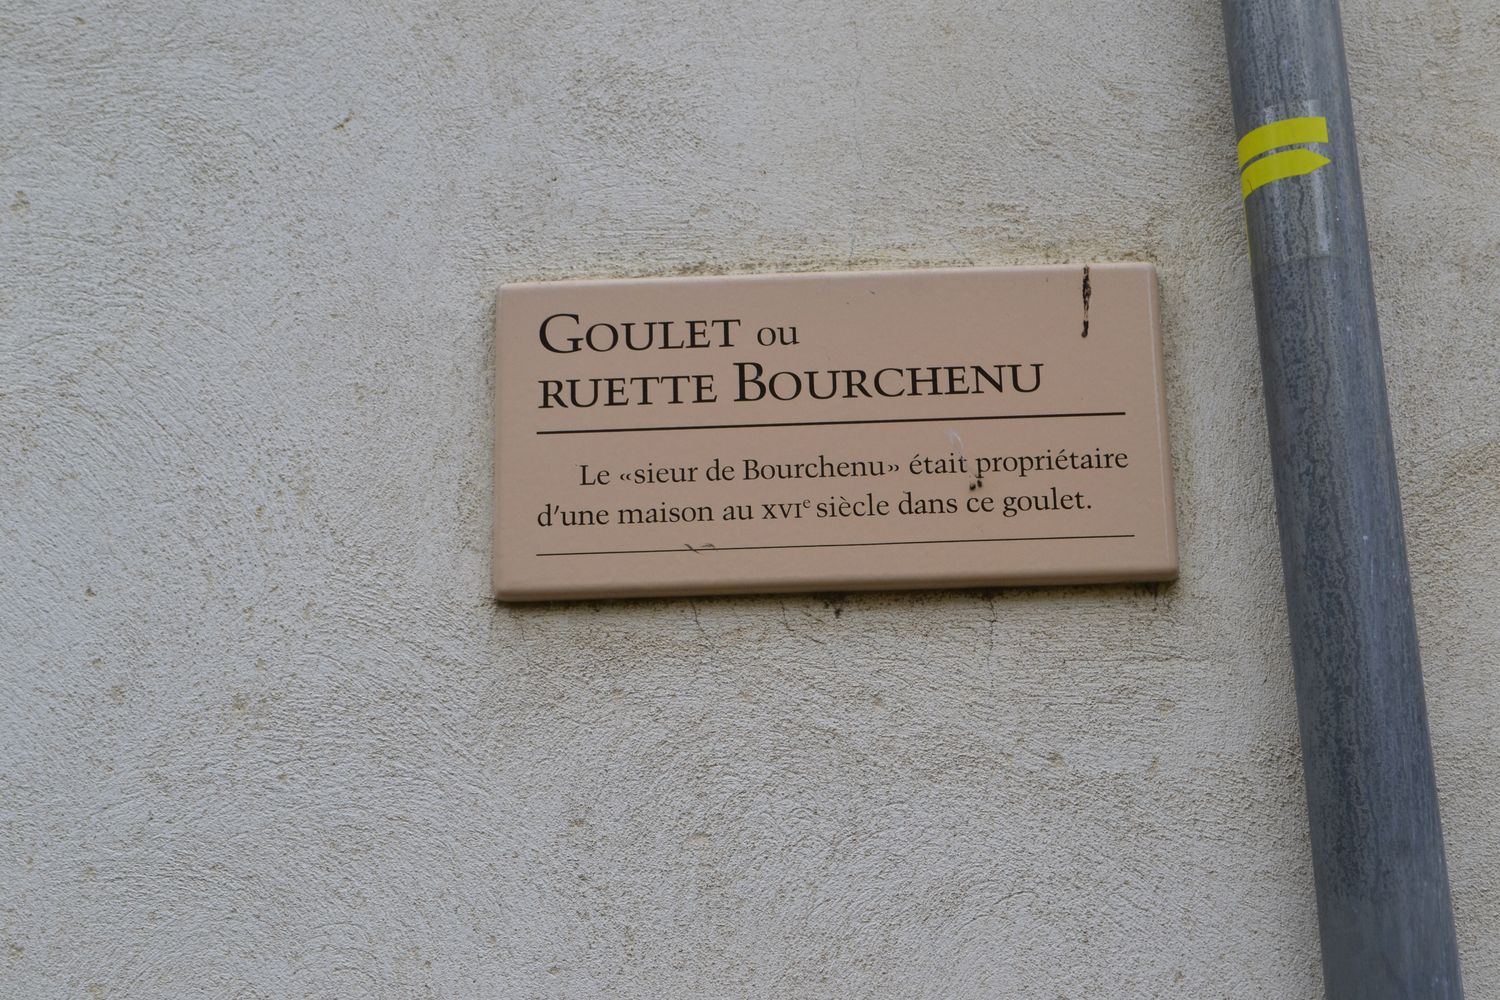 GOULET OU
RUETTE BOURCHENU
Le «sieur de Bourchenu» était propriétaire
d'une maison au XVIe siècle dans ce goulet.